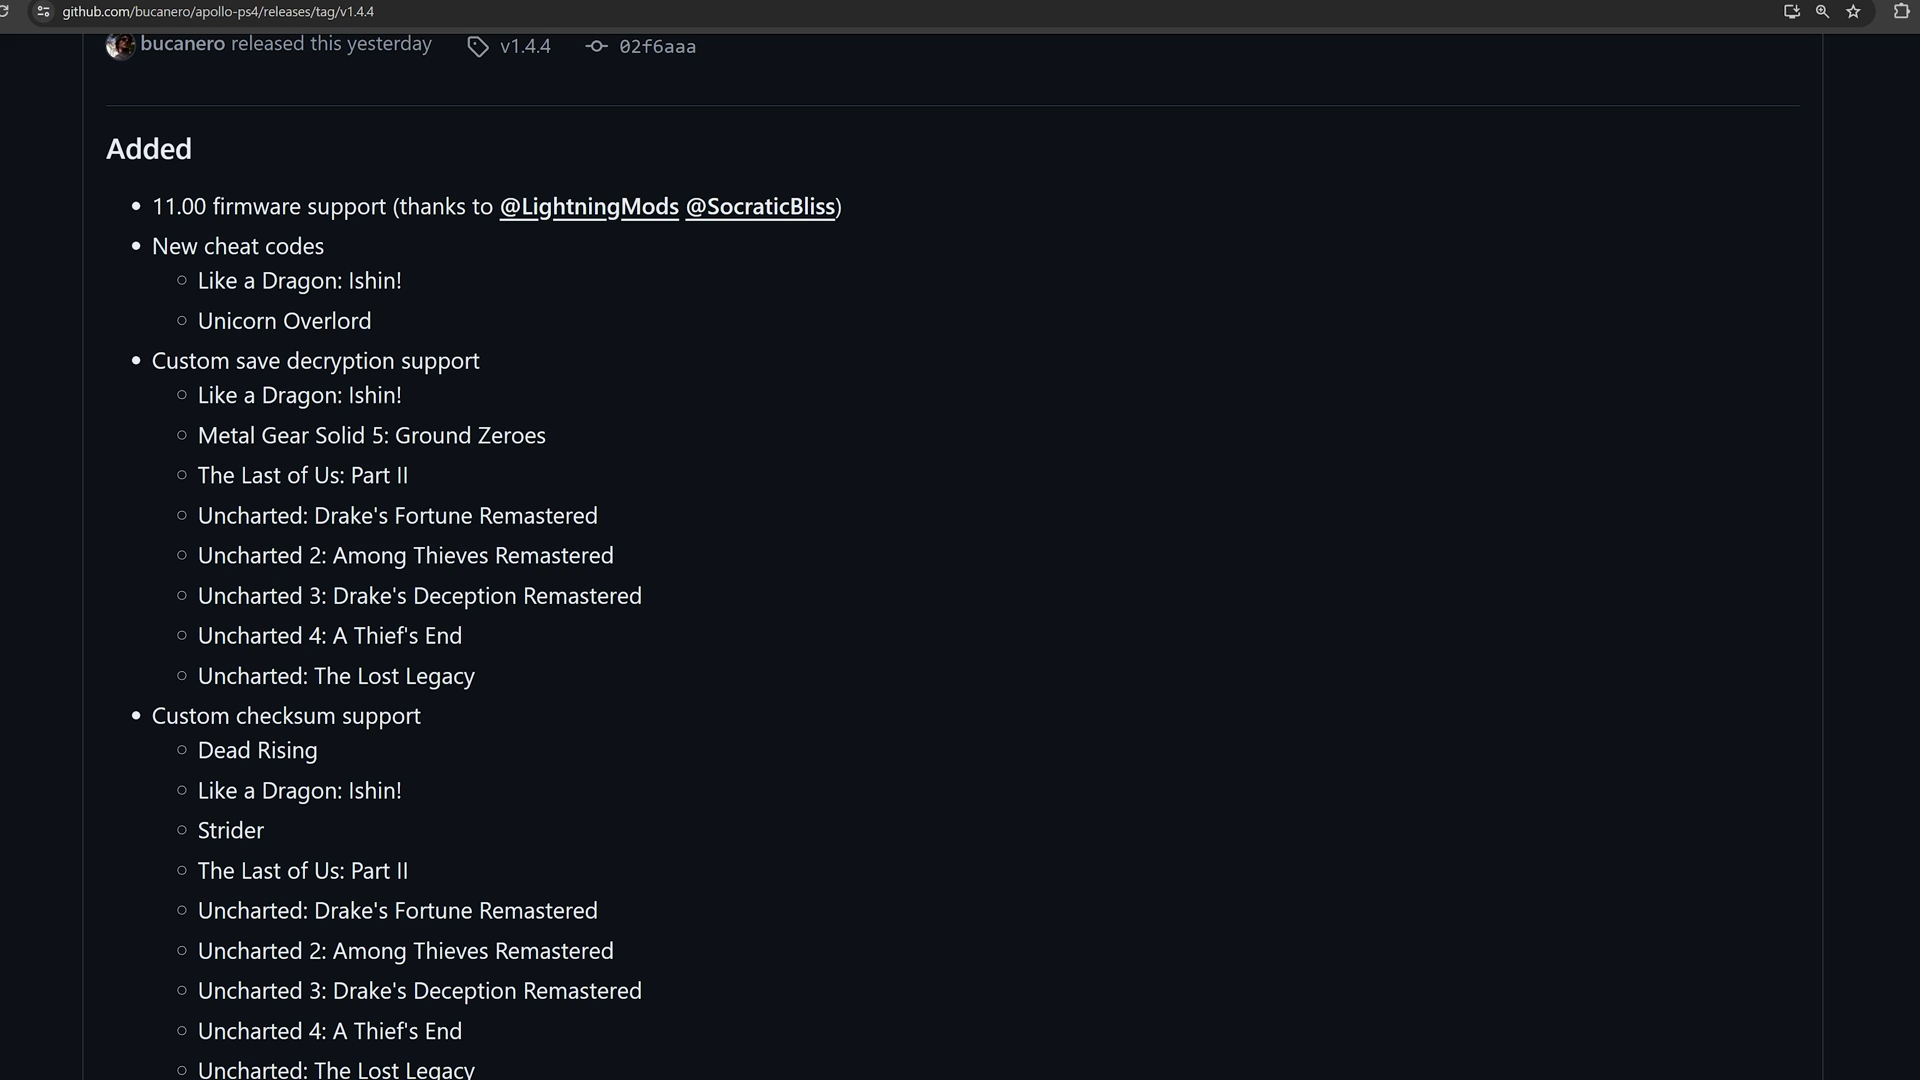 github.com/bucanero/apollo-ps4/releases/tag/v1.4.4
bucanero released this yesterday v1.4.4 02f6aaa
Added
11.00 firmware support (thanks to @LightningMods @SocraticBliss)
New cheat codes
Like a Dragon: Ishin!
Unicorn Overlord
Custom save decryption support
Like a Dragon: Ishin!
Metal Gear Solid 5: Ground Zeroes
The Last of Us: Part II
Uncharted: Drake's Fortune Remastered
Uncharted 2: Among Thieves Remastered
Uncharted 3: Drake's Deception Remastered
Uncharted 4: A Thief's End
Uncharted: The Lost Legacy
Custom checksum support
Dead Rising
Like a Dragon: Ishin!
Strider
The Last of Us: Part II
Uncharted: Drake's Fortune Remastered
Uncharted 2: Among Thieves Remastered
Uncharted 3: Drake's Deception Remastered
Uncharted 4: A Thief's End
Uncharted: The Lost Legacy